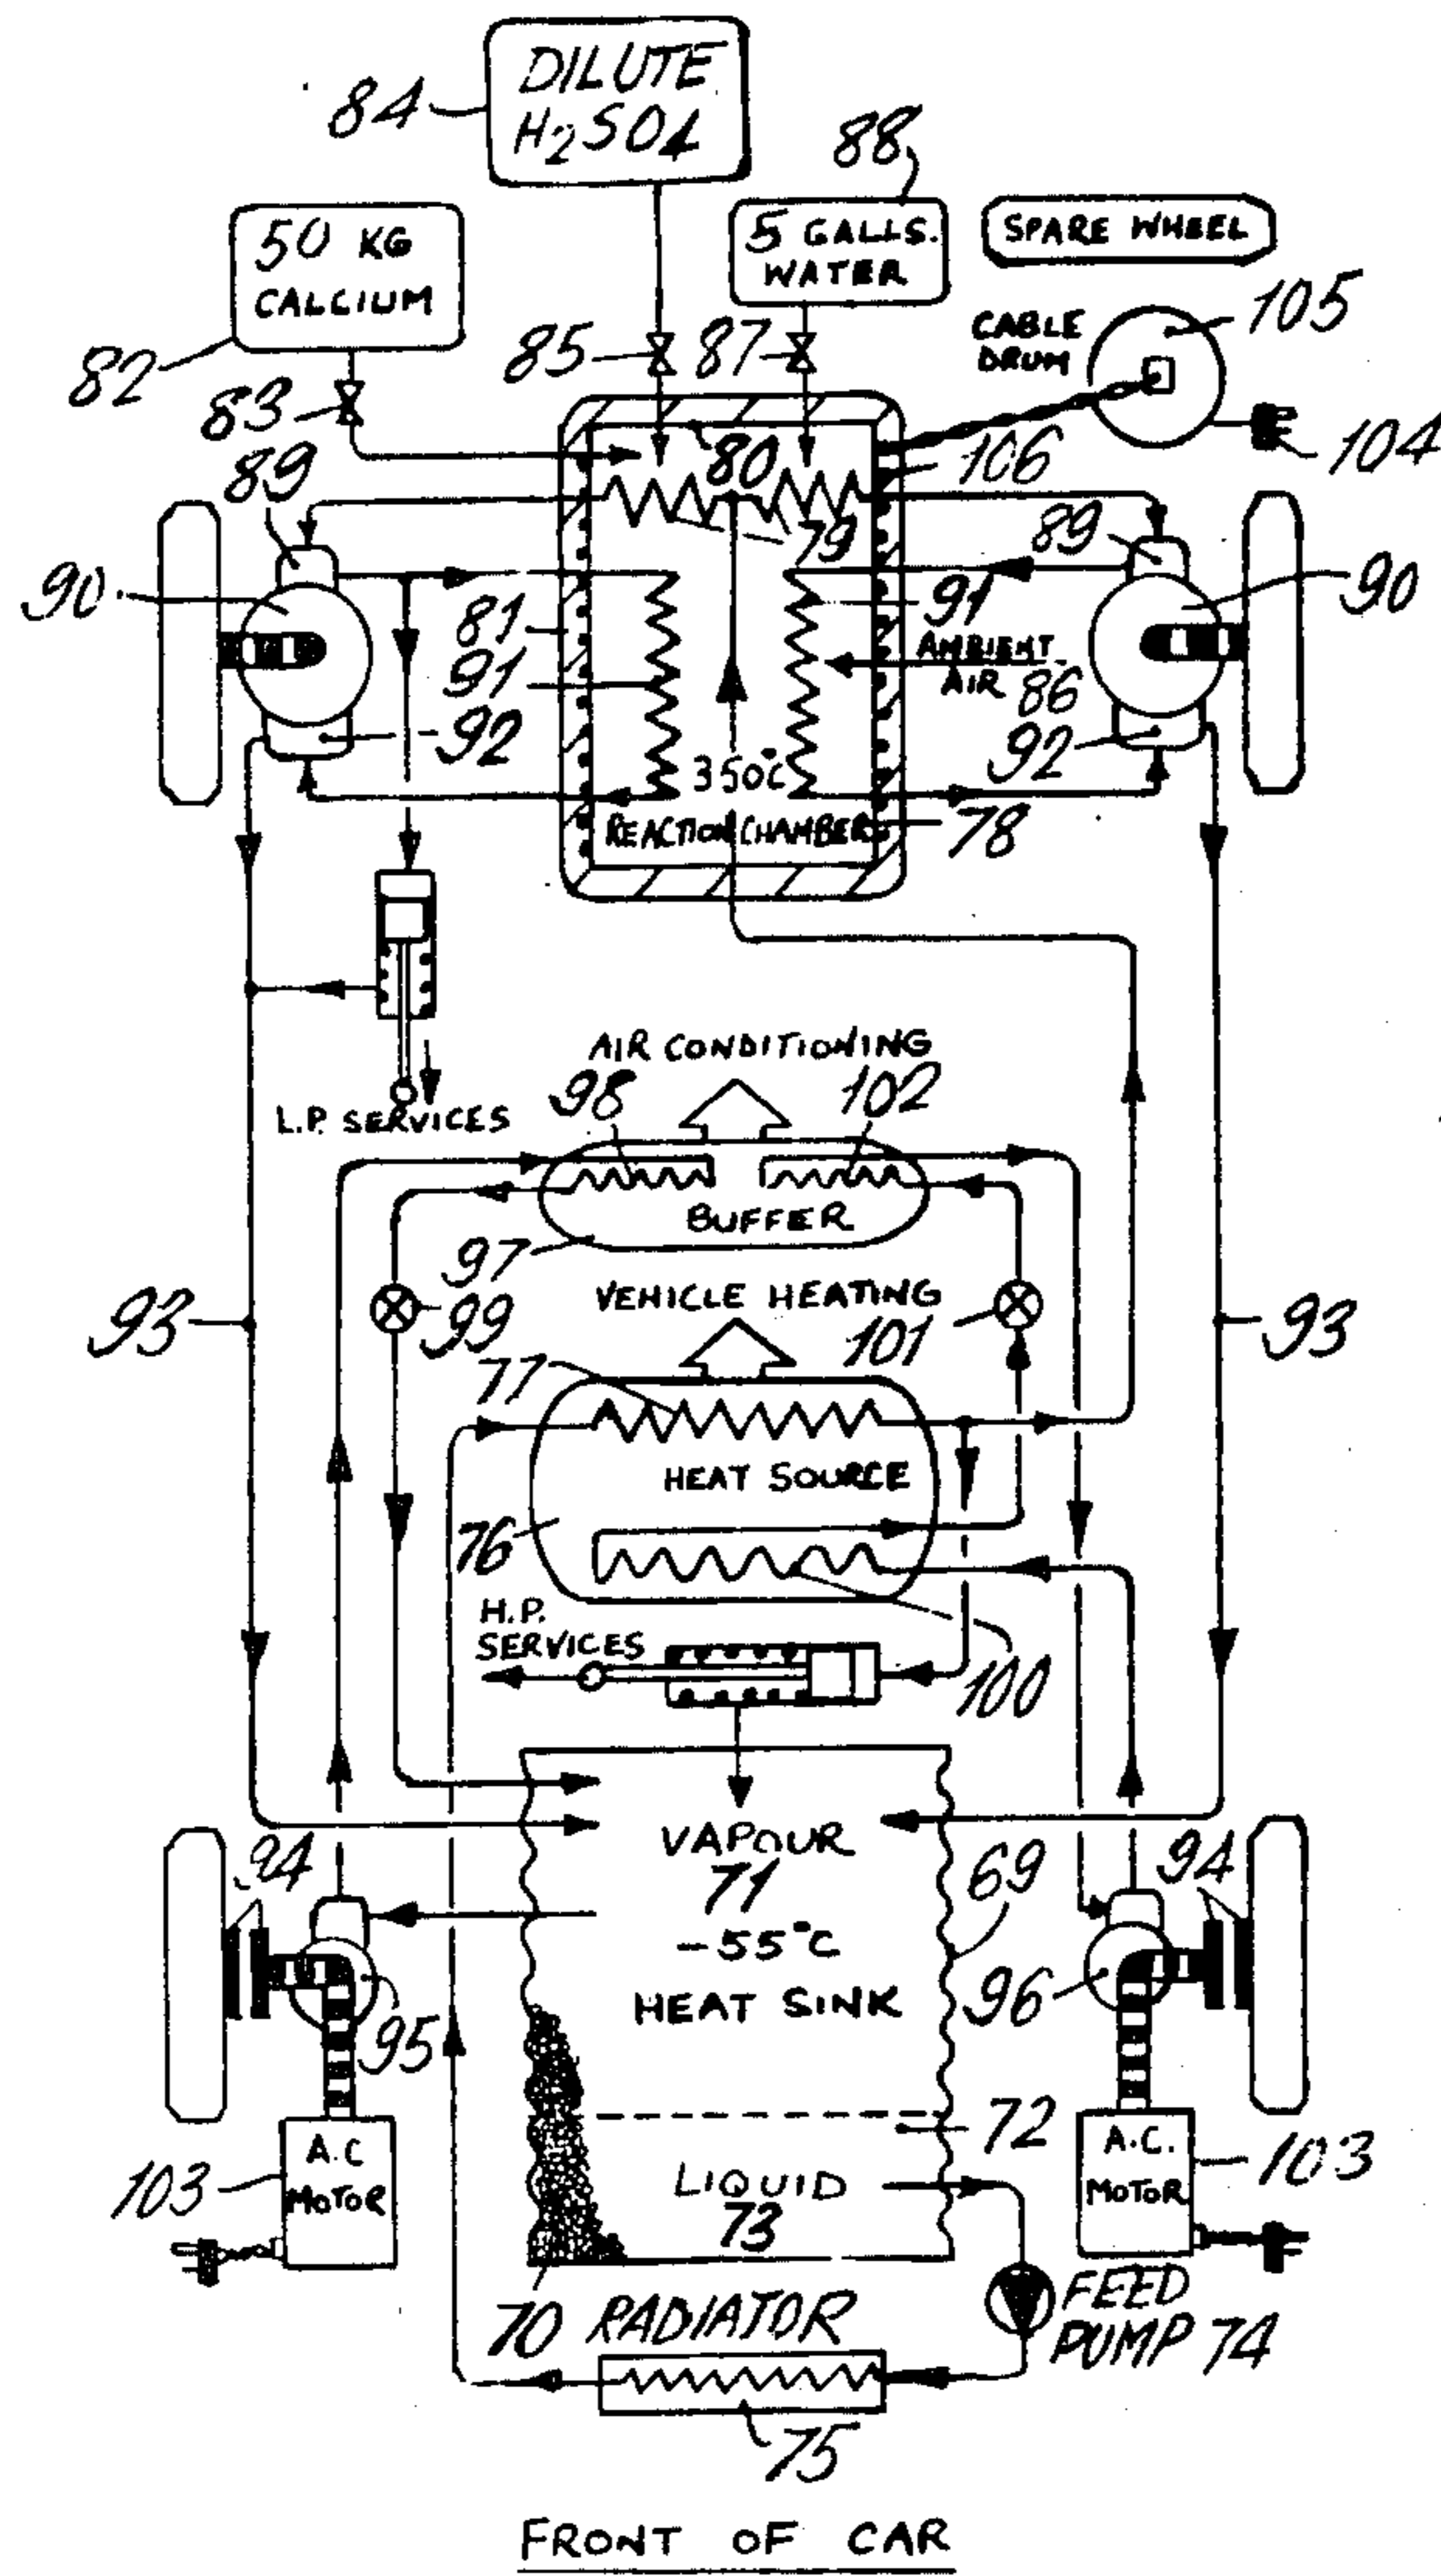 DILUTE
H2SO4
84
88
50 KG
CALCIUM
5 GALLS.
WATER
SPARE WHEEL
82
83
85
87
CABLE
DRUM
105
104
80
106
89
79
89
90
90
81
91
91
AMBIENT
AIR 86
92
92
350°C
REACTION CHAMBER
78
AIR CONDITIONING
L.P. SERVICES
98
102
BUFFER
97
93
99
VEHICLE HEATING
101
93
77
HEAT SOURCE
76
H.P.
SERVICES
100
VAPOUR
71
-55°C
HEAT SINK
94
69
94
95
96
72
A.C
MOTOR
LIQUID
73
A.C.
MOTOR
103
103
70
RADIATOR
FEED
PUMP 74
75
FRONT OF CAR